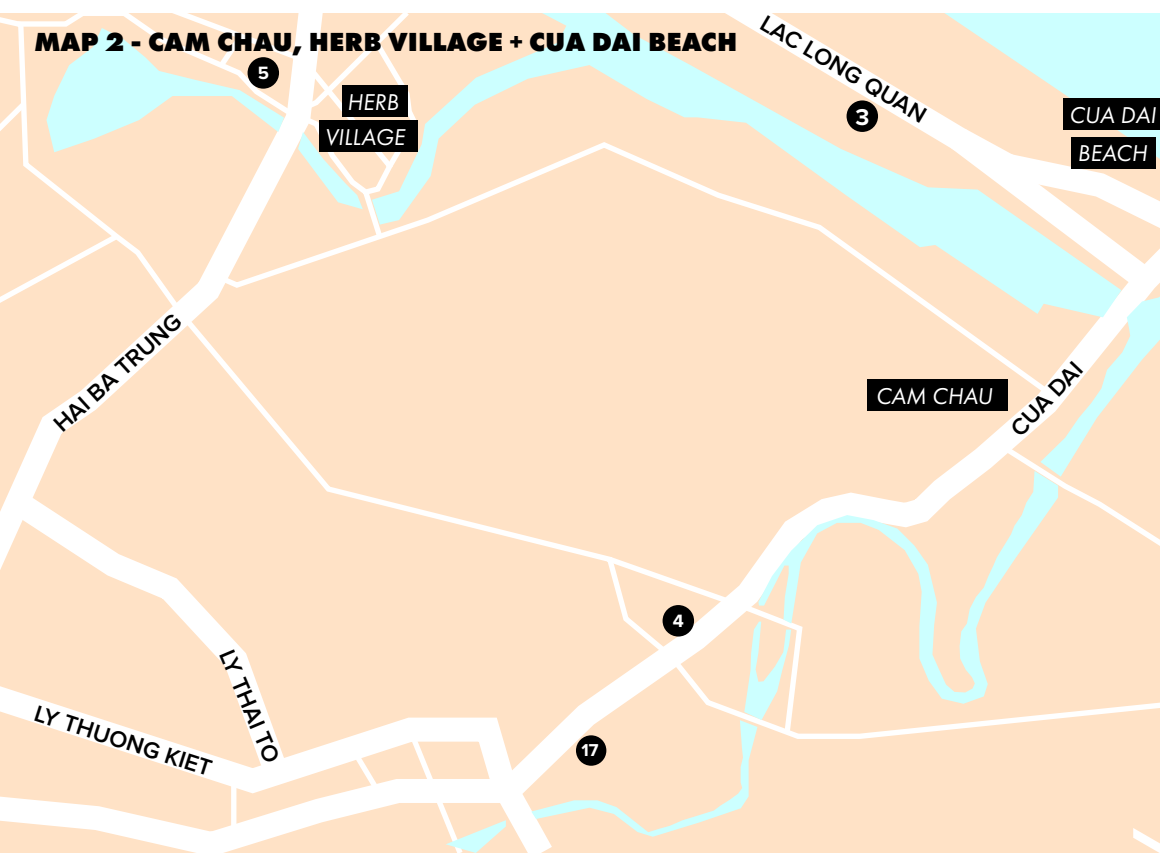 MAP 2 - CAM CHAU, HERB VILLAGE + CUA DAI BEACH
LAC LONG QUAN
5
HERB
VILLAGE
3
CUA DAI
BEACH
HAI BA TRUNG
CAM CHAU
CUA DAI
4
LY THAI TO
LY THUONG KIET
17